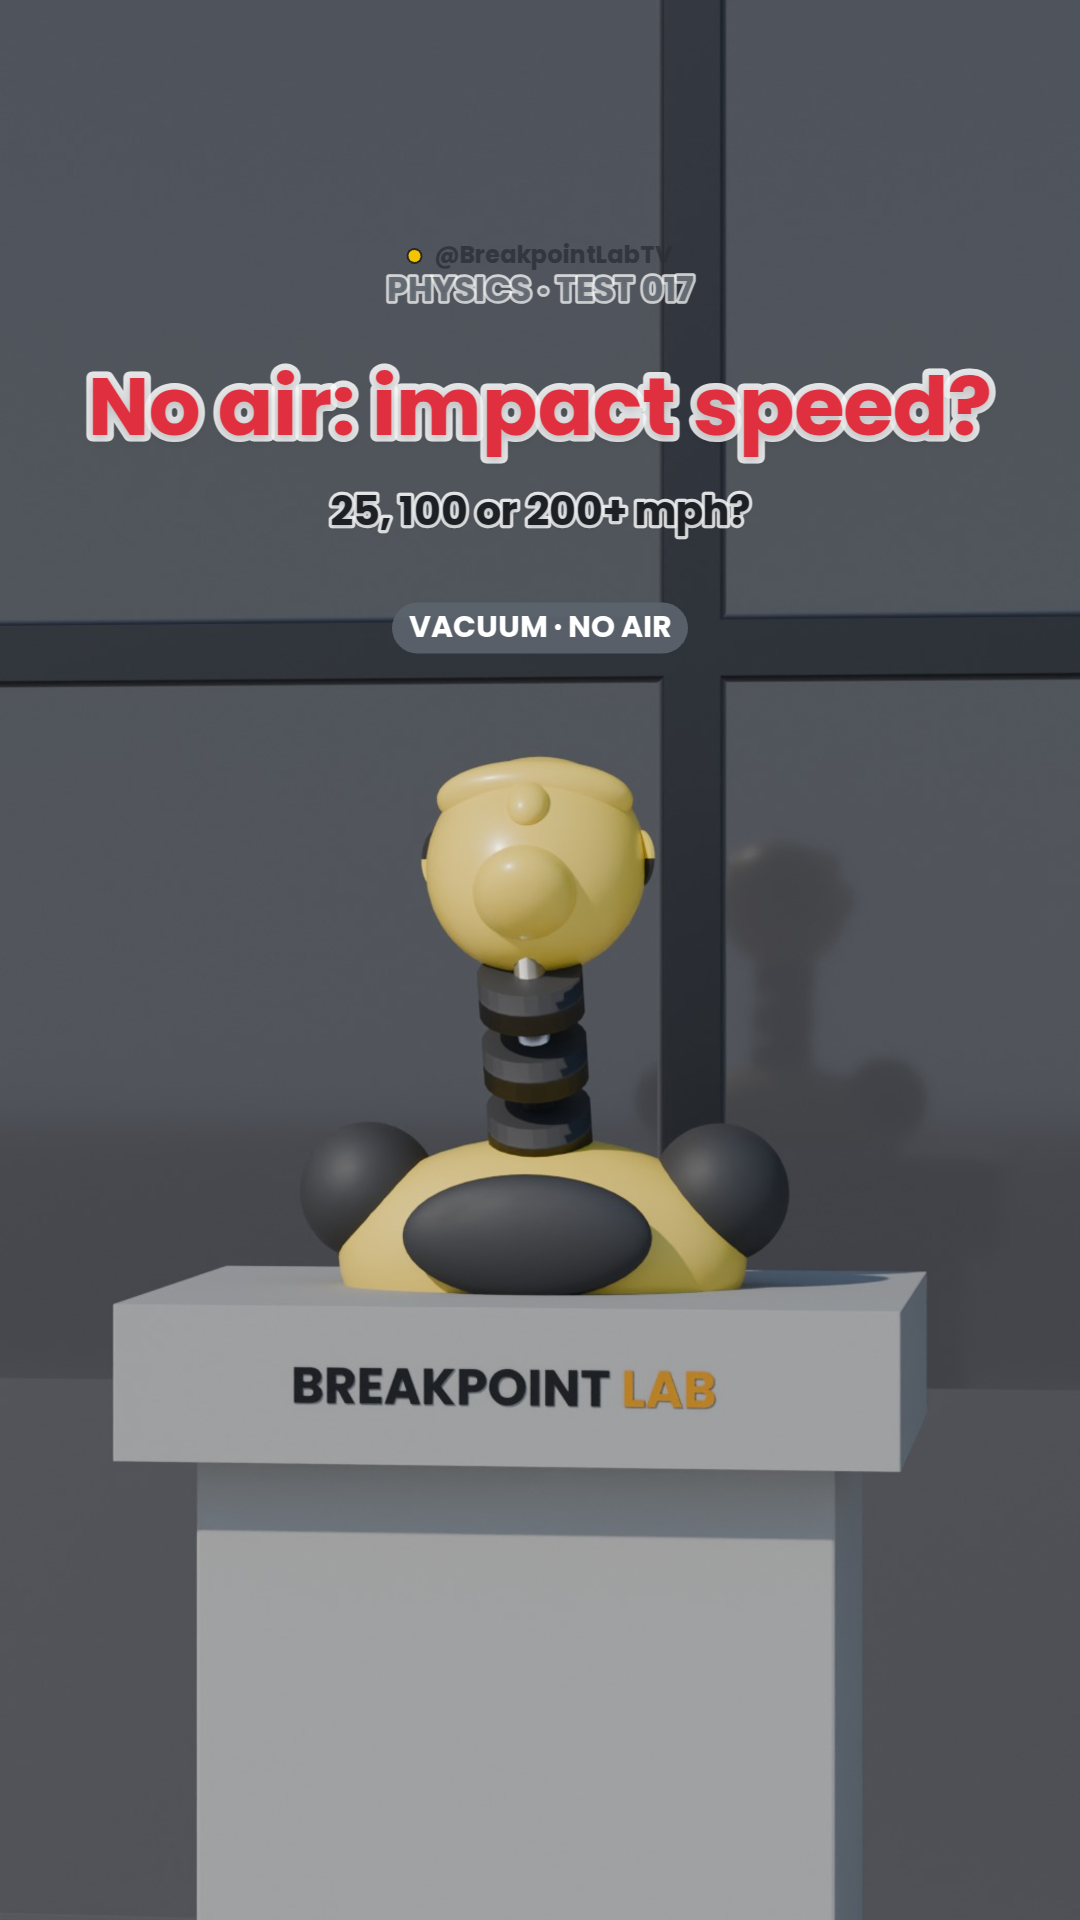 @BreakpointLabTV
PHYSICS • TEST 017
No air: impact speed?
25, 100 or 200+ mph?
VACUUM • NO AIR
BREAKPOINT LAB